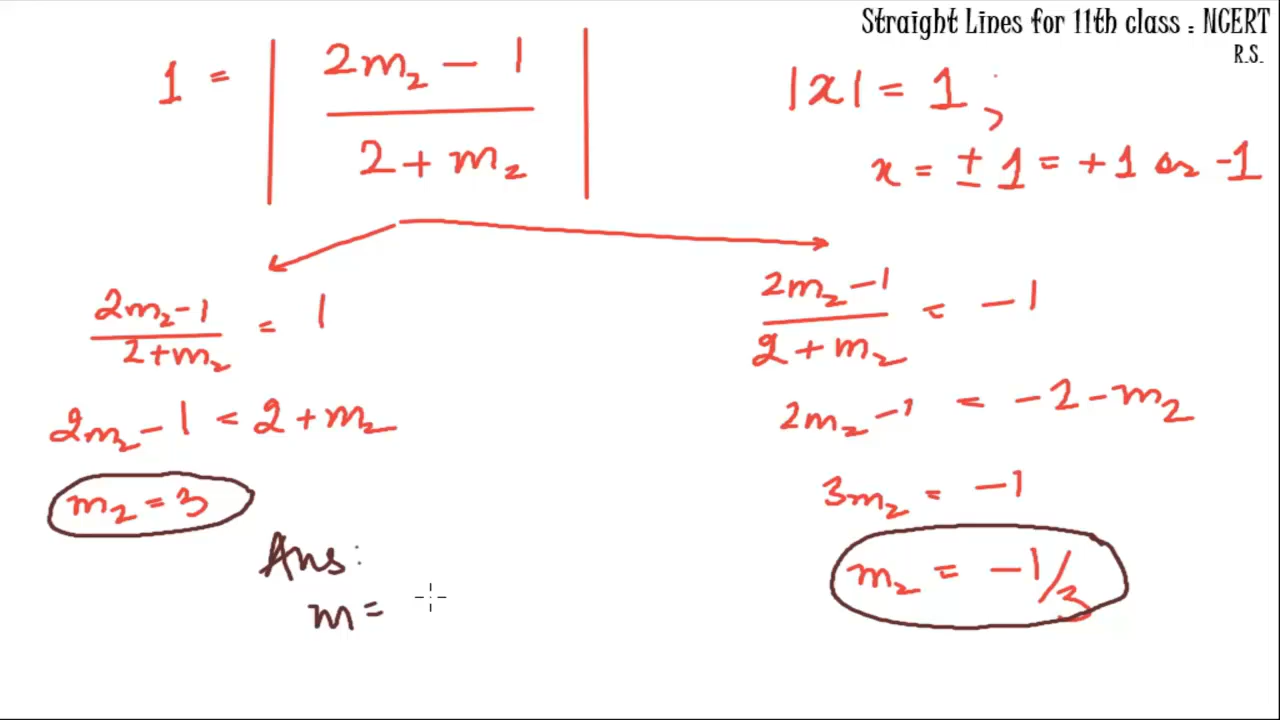 Straight Lines for 11th class : NCERT
R.S.
1 = | (2m₂ - 1) / (2 + m₂) |
|x| = 1 ;
x = ± 1 = +1 or -1
(2m₂ - 1) / (2 + m₂) = 1
2m₂ - 1 = 2 + m₂
m₂ = 3
(2m₂ - 1) / (2 + m₂) = -1
2m₂ - 1 = -2 - m₂
3m₂ = -1
m₂ = -1/3
Ans:
m =